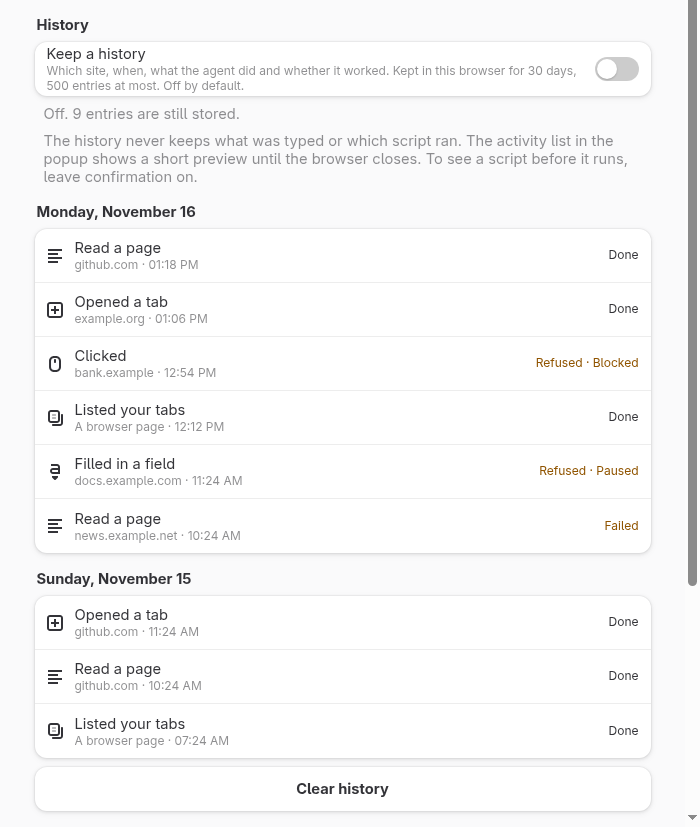 History
Keep a history
Which site, when, what the agent did and whether it worked. Kept in this browser for 30 days,
500 entries at most. Off by default.
Off. 9 entries are still stored.
The history never keeps what was typed or which script ran. The activity list in the
popup shows a short preview until the browser closes. To see a script before it runs,
leave confirmation on.
Monday, November 16
Read a page
github.com · 01:18 PM
Done
Opened a tab
example.org · 01:06 PM
Done
Clicked
bank.example · 12:54 PM
Refused · Blocked
Listed your tabs
A browser page · 12:12 PM
Done
Filled in a field
docs.example.com · 11:24 AM
Refused · Paused
Read a page
news.example.net · 10:24 AM
Failed
Sunday, November 15
Opened a tab
github.com · 11:24 AM
Done
Read a page
github.com · 10:24 AM
Done
Listed your tabs
A browser page · 07:24 AM
Done
Clear history